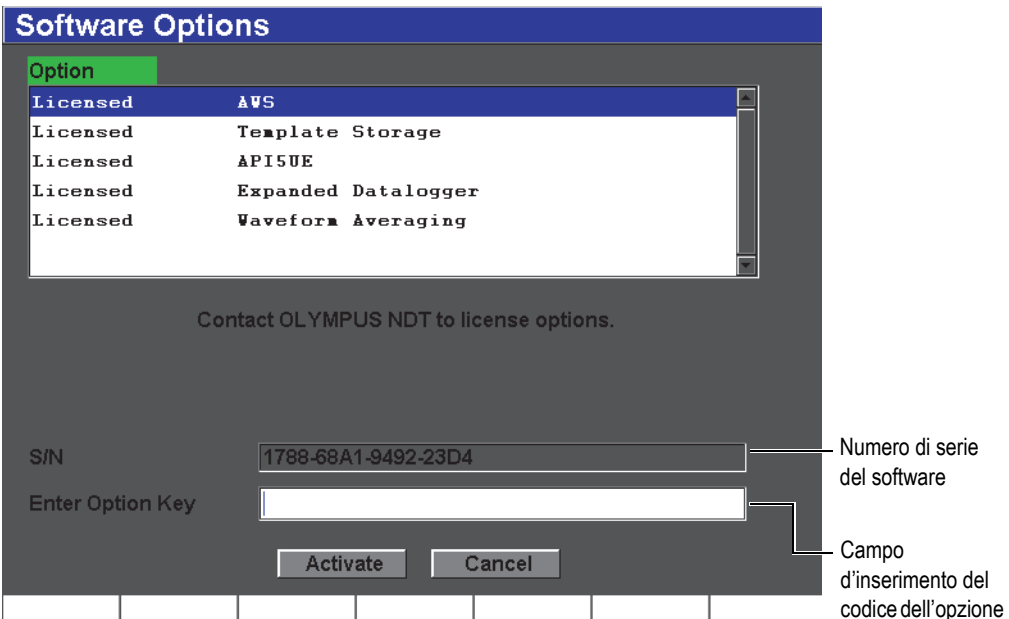 Software Options
Option
Licensed AWS
Licensed Template Storage
Licensed API5UE
Licensed Expanded Datalogger
Licensed Waveform Averaging
Contact OLYMPUS NDT to license options.
S/N 1788-68A1-9492-23D4
Numero di serie
del software
Enter Option Key
Activate Cancel
Campo
d'inserimento del
codice dell'opzione